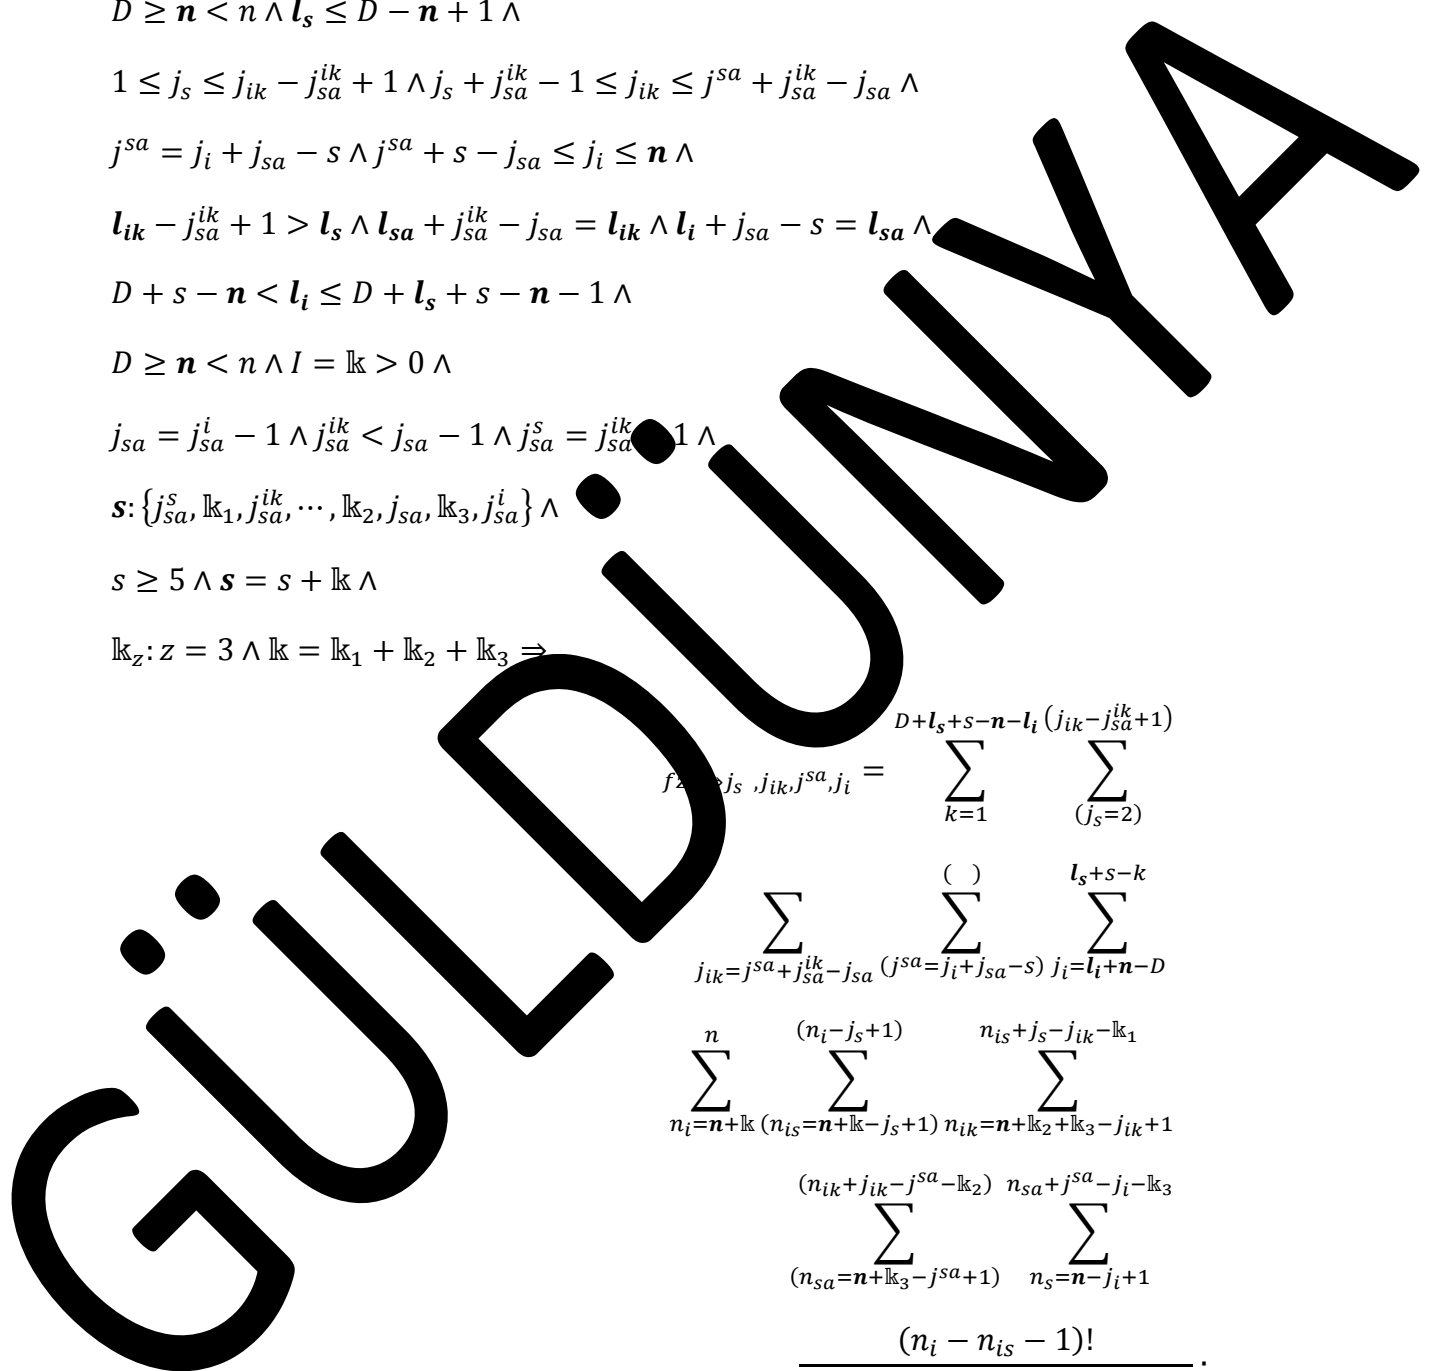 D ≥ 𝒏 < n ∧ 𝒍_𝒔 ≤ D − 𝒏 + 1 ∧
1 ≤ j_s ≤ j_{ik} − j_{sa}^{ik} + 1 ∧ j_s + j_{sa}^{ik} − 1 ≤ j_{ik} ≤ j^{sa} + j_{sa}^{ik} − j_{sa} ∧
j^{sa} = j_i + j_{sa} − s ∧ j^{sa} + s − j_{sa} ≤ j_i ≤ 𝒏 ∧
𝒍_{𝒊𝒌} − j_{sa}^{ik} + 1 > 𝒍_𝒔 ∧ 𝒍_{𝒔𝒂} + j_{sa}^{ik} − j_{sa} = 𝒍_{𝒊𝒌} ∧ 𝒍_𝒊 + j_{sa} − s = 𝒍_{𝒔𝒂} ∧
D + s − 𝒏 < 𝒍_𝒊 ≤ D + 𝒍_𝒔 + s − 𝒏 − 1 ∧
D ≥ 𝒏 < n ∧ I = 𝕜 > 0 ∧
j_{sa} = j_{sa}^{i} − 1 ∧ j_{sa}^{ik} < j_{sa} − 1 ∧ j_{sa}^{s} = j_{sa}^{ik} 1 ∧
𝒔: {j_{sa}^{s}, 𝕜_1, j_{sa}^{ik}, ⋯, 𝕜_2, j_{sa}, 𝕜_3, j_{sa}^{i}} ∧
s ≥ 5 ∧ 𝒔 = s + 𝕜 ∧
𝕜_z: z = 3 ∧ 𝕜 = 𝕜_1 + 𝕜_2 + 𝕜_3 ⇒
j_s ,j_{ik},j^{sa},j_i = ∑_{k=1}^{D+𝒍_𝒔+s−𝒏−𝒍_𝒊} ∑_{(j_s=2)}^{(j_{ik}−j_{sa}^{ik}+1)}
∑_{j_{ik}=j^{sa}+j_{sa}^{ik}−j_{sa}} ∑_{(j^{sa}=j_i+j_{sa}−s)}^{( )} ∑_{j_i=𝒍_𝒊+𝒏−D}^{𝒍_𝒔+s−k}
∑_{n_i=𝒏+𝕜}^{n} ∑_{(n_{is}=𝒏+𝕜−j_s+1)}^{(n_i−j_s+1)} ∑_{n_{ik}=𝒏+𝕜_2+𝕜_3−j_{ik}+1}^{n_{is}+j_s−j_{ik}−𝕜_1}
∑_{(n_{sa}=𝒏+𝕜_3−j^{sa}+1)}^{(n_{ik}+j_{ik}−j^{sa}−𝕜_2)} ∑_{n_s=𝒏−j_i+1}^{n_{sa}+j^{sa}−j_i−𝕜_3}
(n_i − n_{is} − 1)! .
GÜLDÜNYA